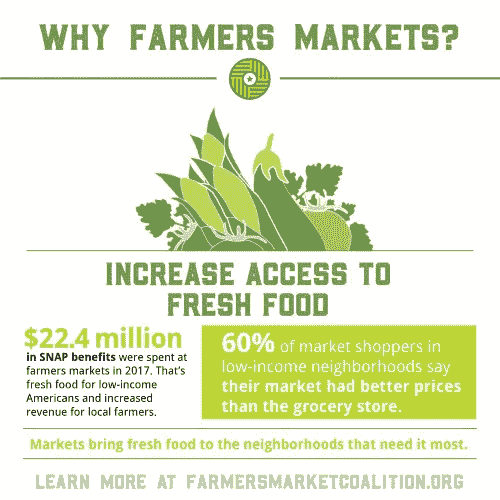 WHY FARMERS MARKETS?
INCREASE ACCESS TO
FRESH FOOD
$22.4 million
in SNAP benefits were spent at
farmers markets in 2017. That's
fresh food for low-income
Americans and increased
revenue for local farmers.
60% of market shoppers in
low-income neighborhoods say
their market had better prices
than the grocery store.
Markets bring fresh food to the neighborhoods that need it most.
LEARN MORE AT FARMERSMARKETCOALITION.ORG